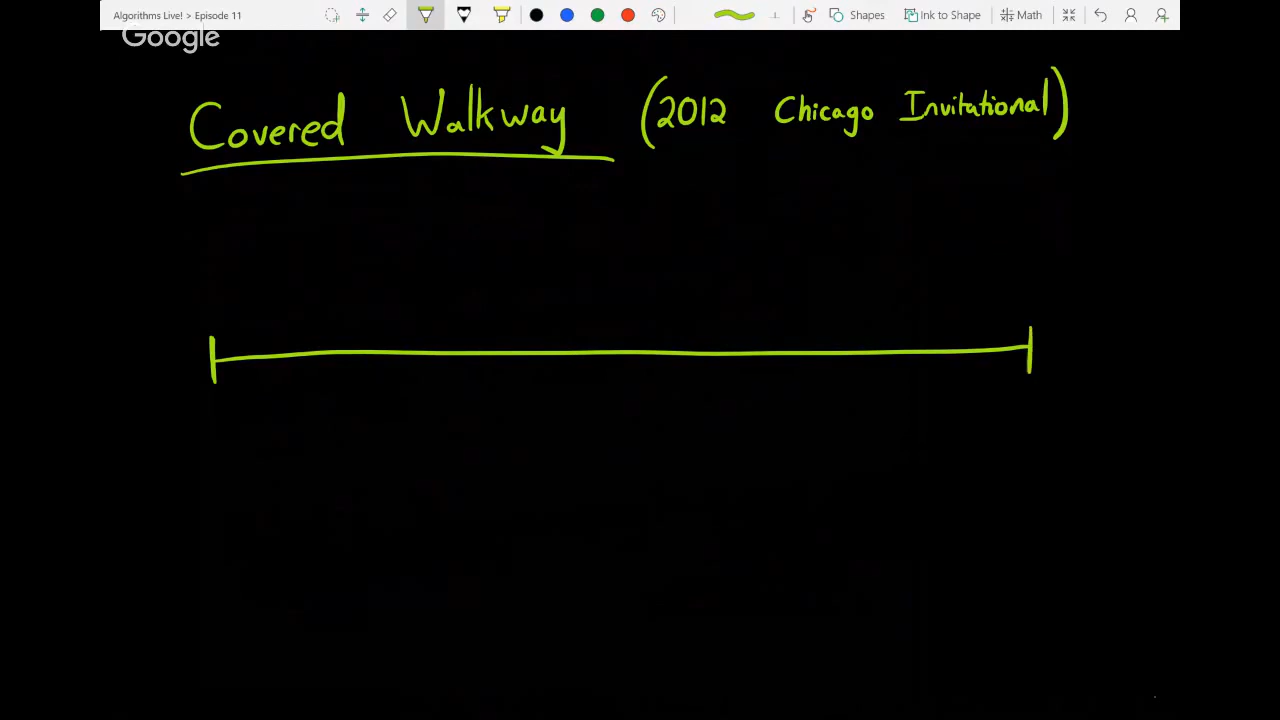 Algorithms Live! > Episode 11
Shapes
Ink to Shape
Math
Google
Covered Walkway (2012 Chicago Invitational)